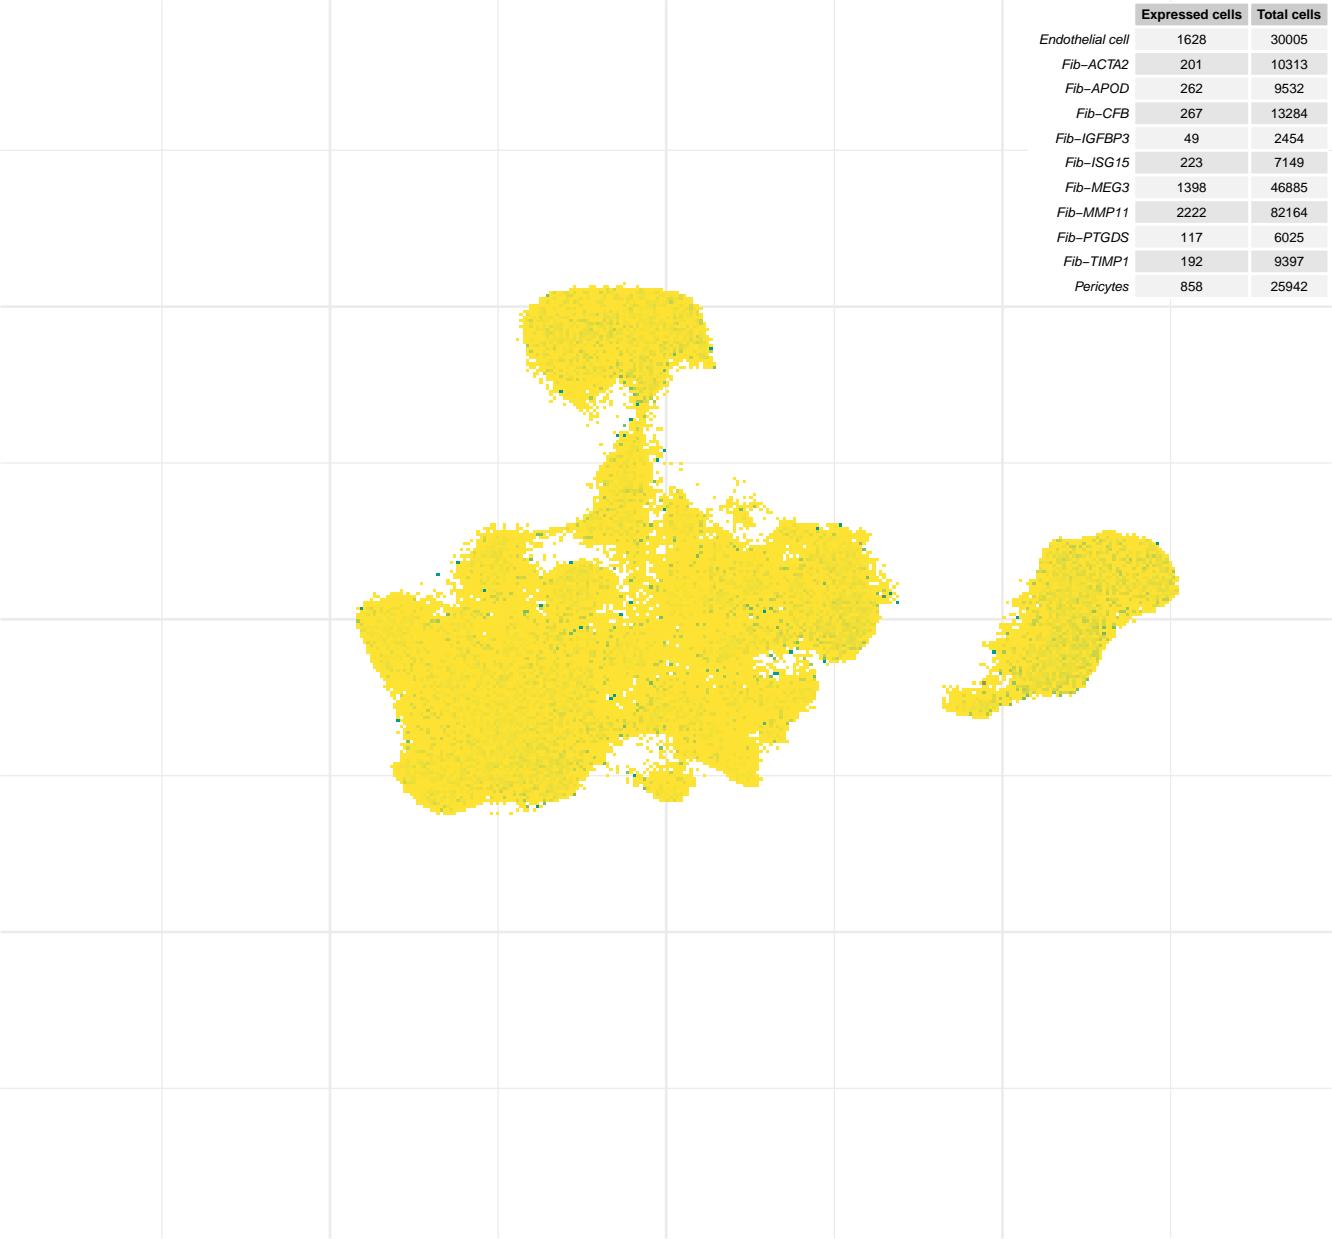 Expressed cells Total cells
Endothelial cell 1628 30005
Fib−ACTA2 201 10313
Fib−APOD 262 9532
Fib−CFB 267 13284
Fib−IGFBP3 49 2454
Fib−ISG15 223 7149
Fib−MEG3 1398 46885
Fib−MMP11 2222 82164
Fib−PTGDS 117 6025
Fib−TIMP1 192 9397
Pericytes 858 25942